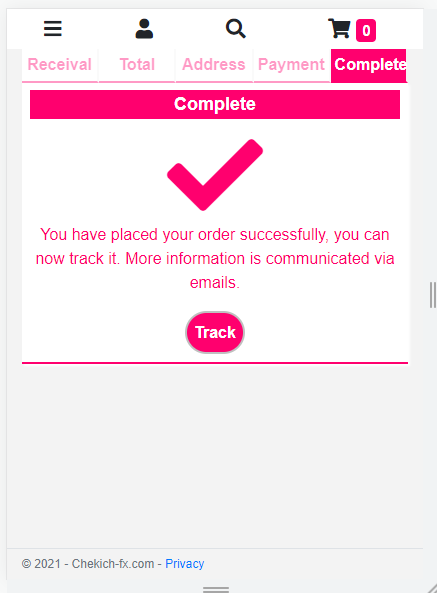 0
Receival Total Address Payment Complete
Complete
You have placed your order successfully, you can
now track it. More information is communicated via
emails.
Track
© 2021 - Chekich-fx.com - Privacy